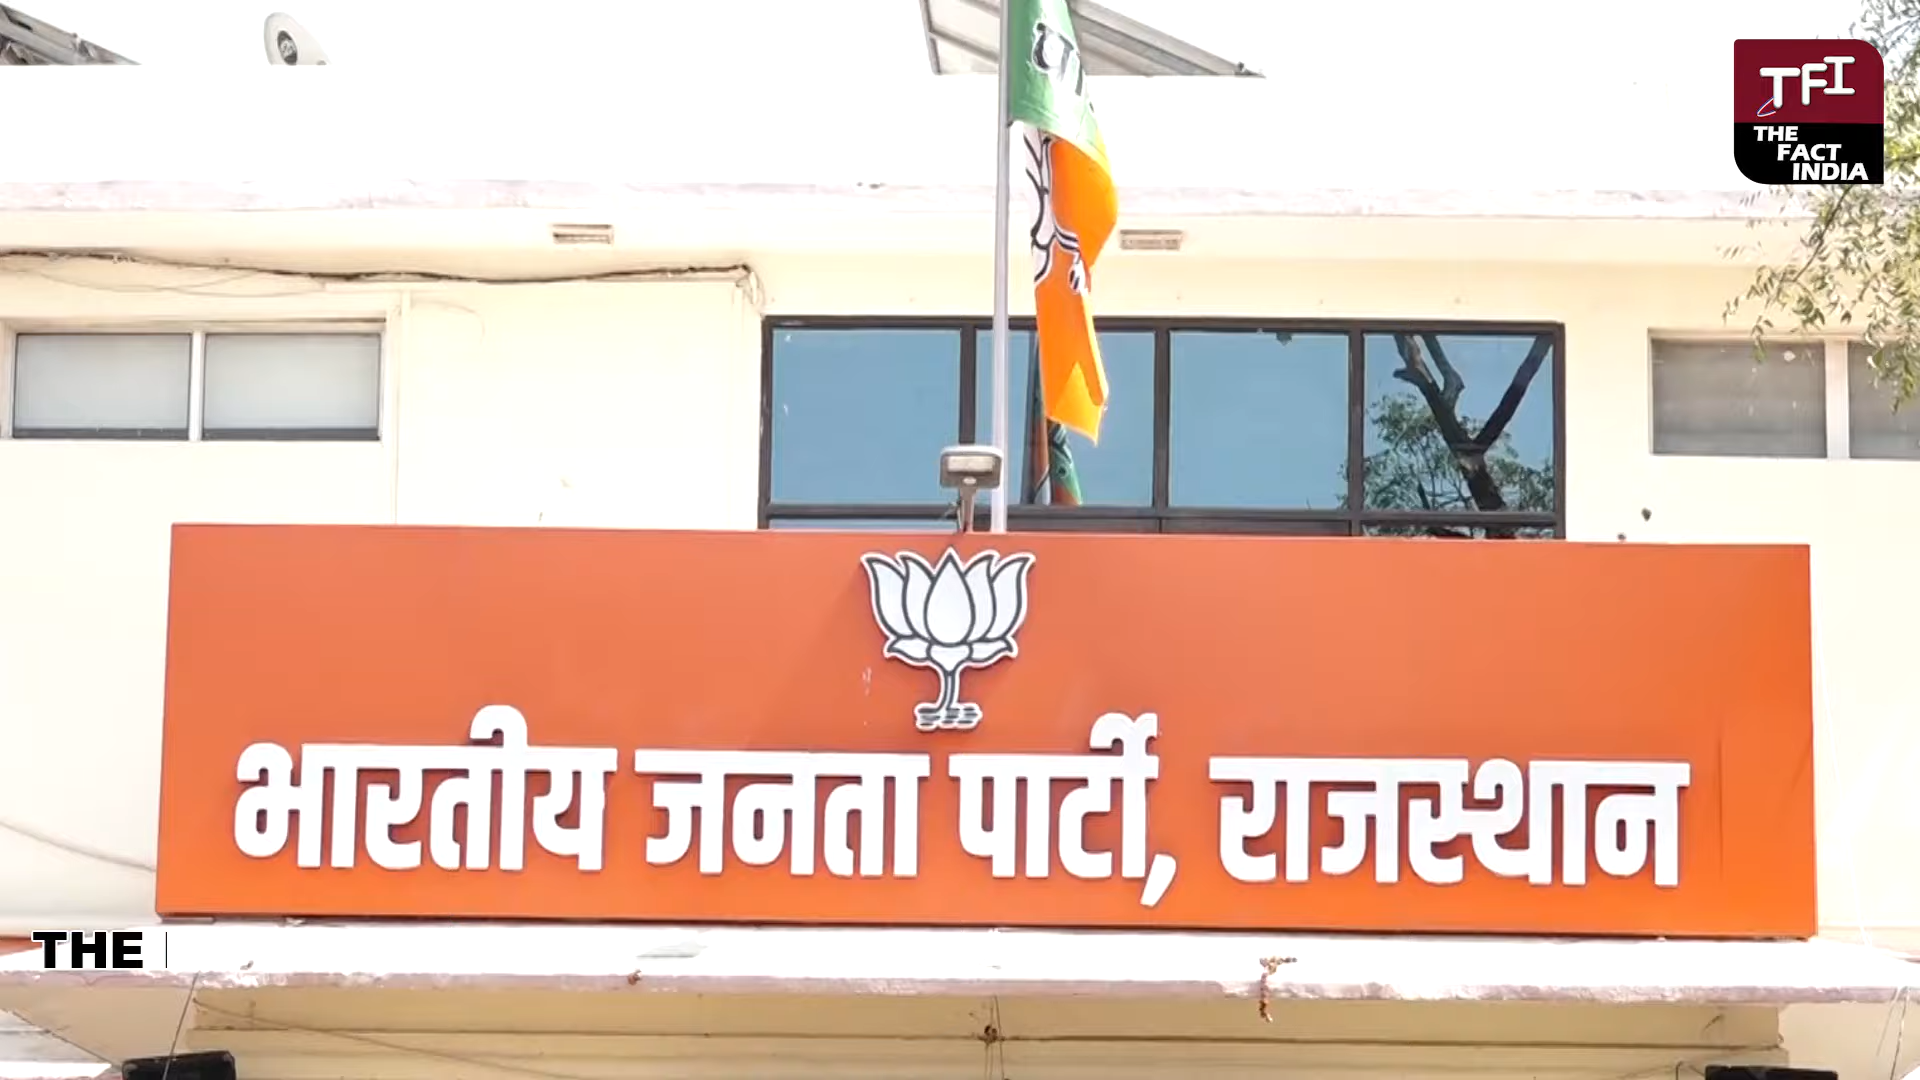 TFI
THE
FACT
INDIA
भारतीय जनता पार्टी, राजस्थान
THE